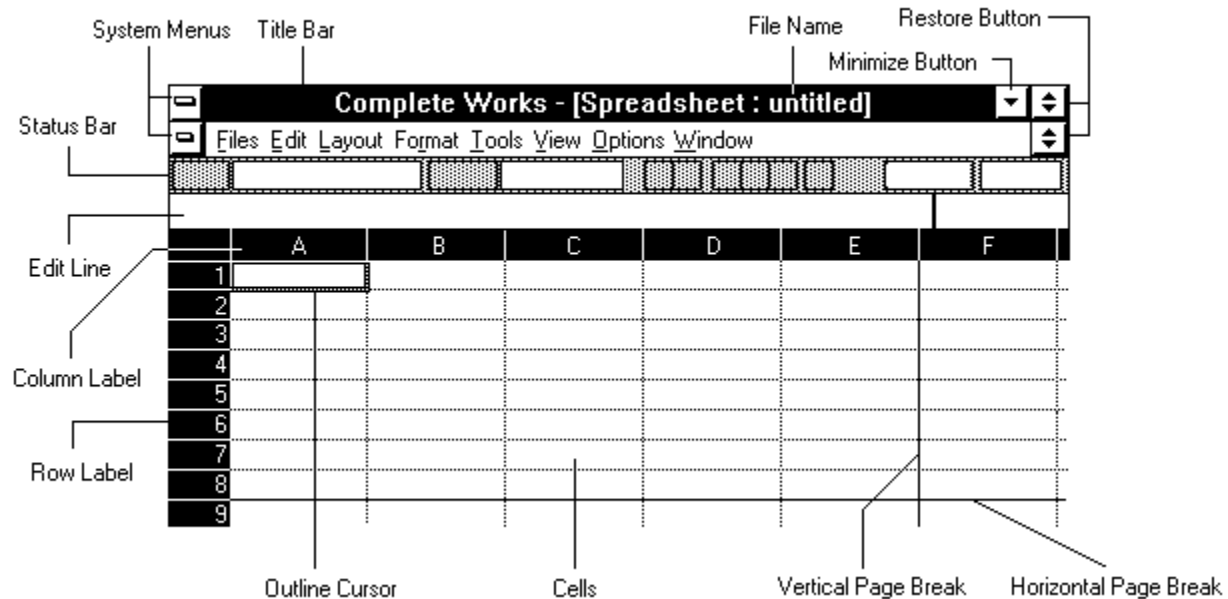 System Menus Title Bar File Name Restore Button
Minimize Button
Complete Works - [Spreadsheet : untitled]
Status Bar
Files Edit Layout Format Tools View Options Window
A B C D E F
Edit Line
1
2
3
4
Column Label
5
6
7
Row Label
8
9
Outline Cursor Cells Vertical Page Break Horizontal Page Break